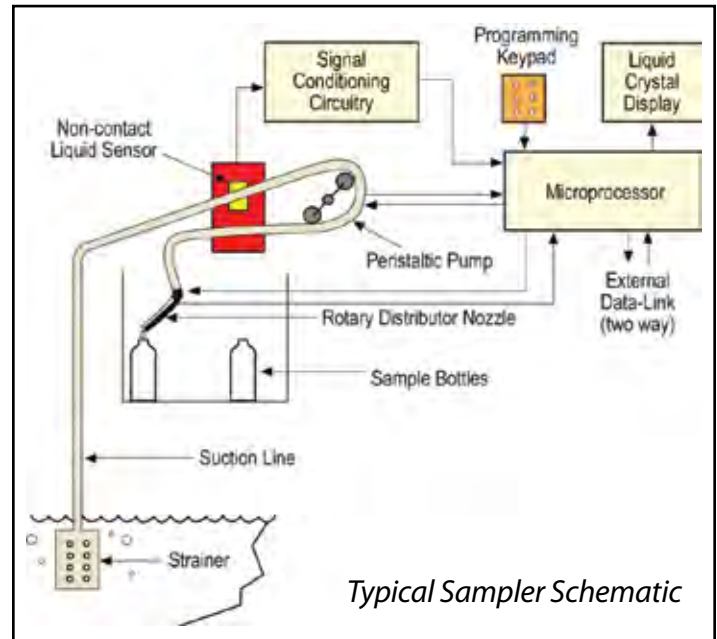 Programming
Keypad
Signal
Conditioning
Circuitry
Liquid
Crystal
Display
Non-contact
Liquid Sensor
Microprocessor
Peristaltic Pump
External
Data-Link
(two way)
Rotary Distributor Nozzle
Sample Bottles
Suction Line
Strainer
Typical Sampler Schematic